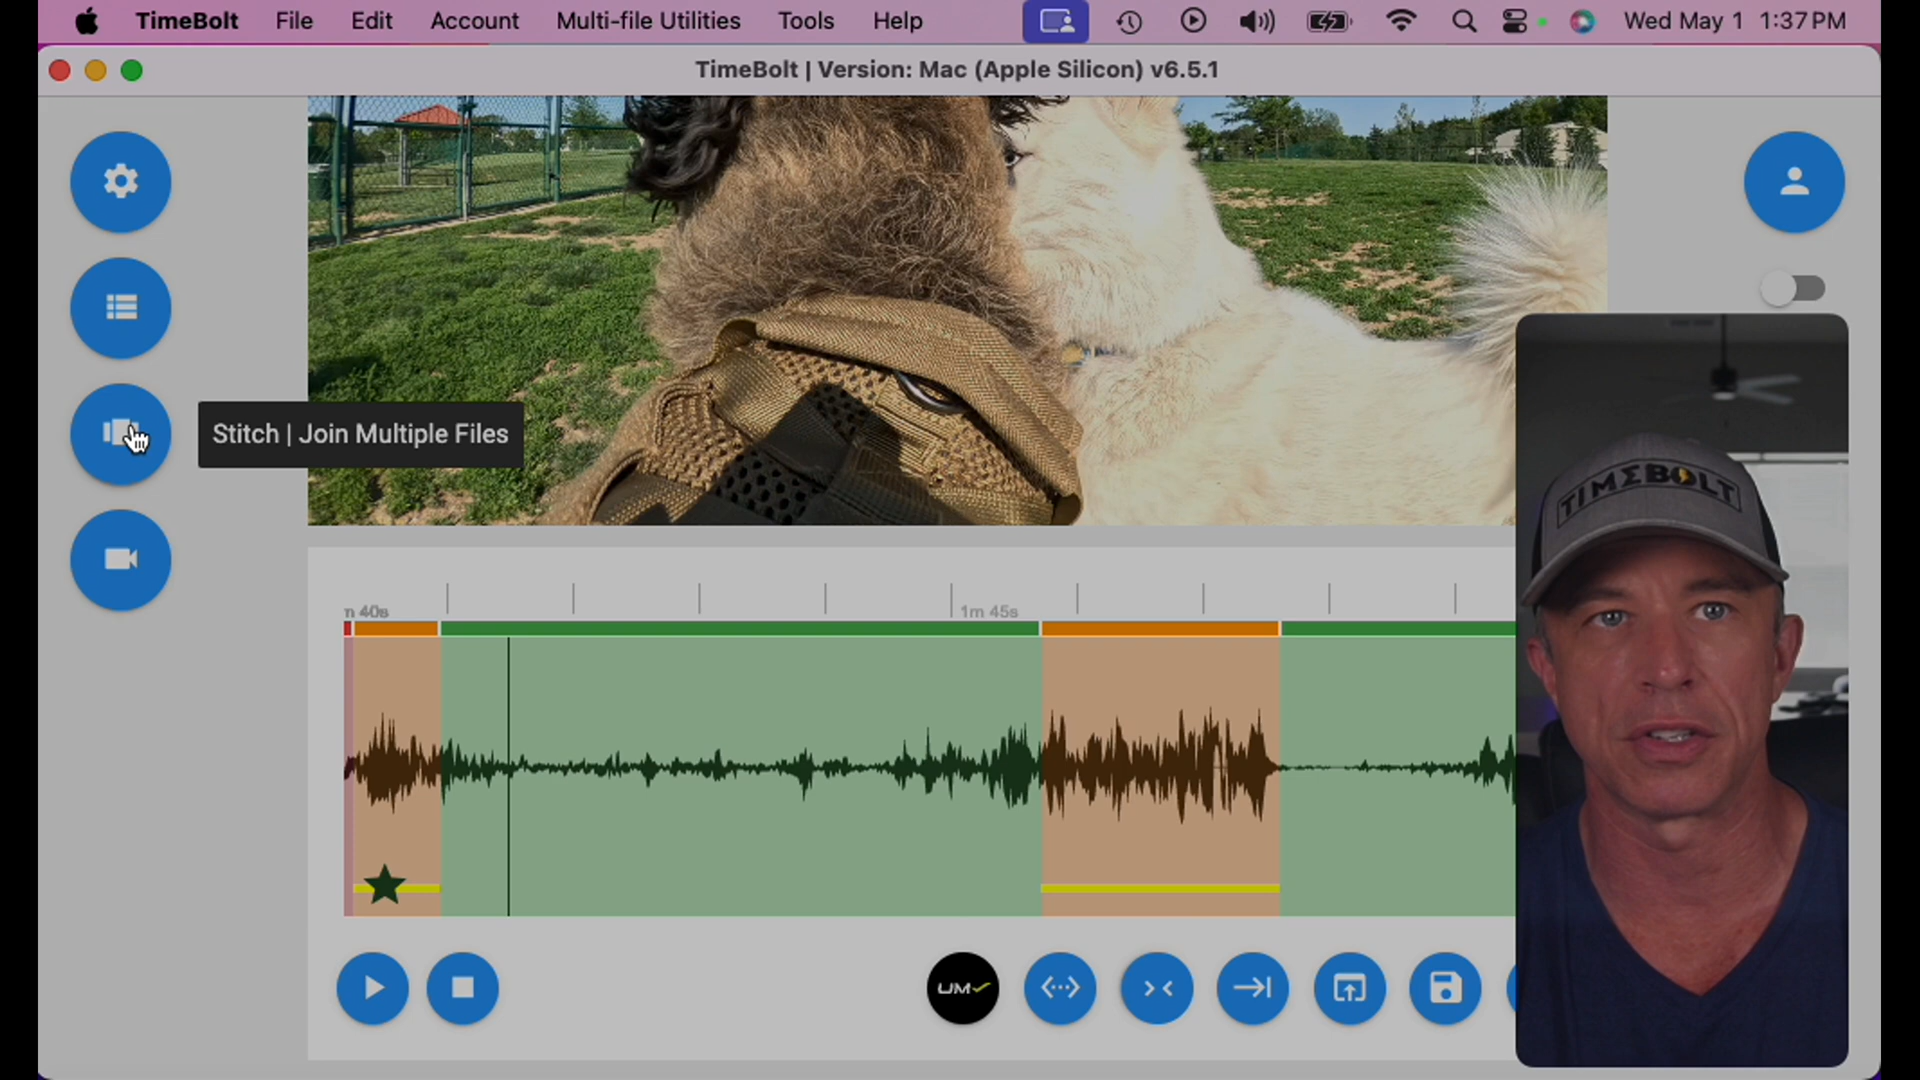 TimeBolt File Edit Account Multi-file Utilities Tools Help Wed May 1 1:37 PM
TimeBolt | Version: Mac (Apple Silicon) v6.5.1
Stitch | Join Multiple Files
TIMEBOLT
n 40s 1m 45s
UM